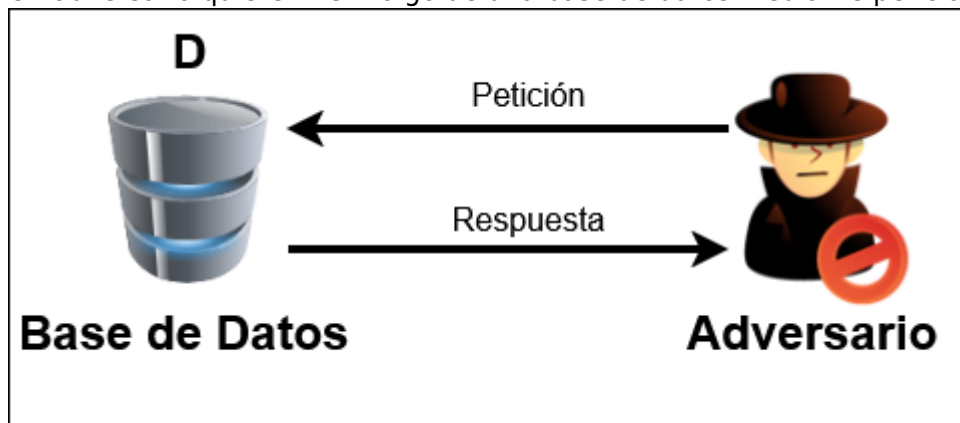 D
Petición
Respuesta
Base de Datos
Adversario